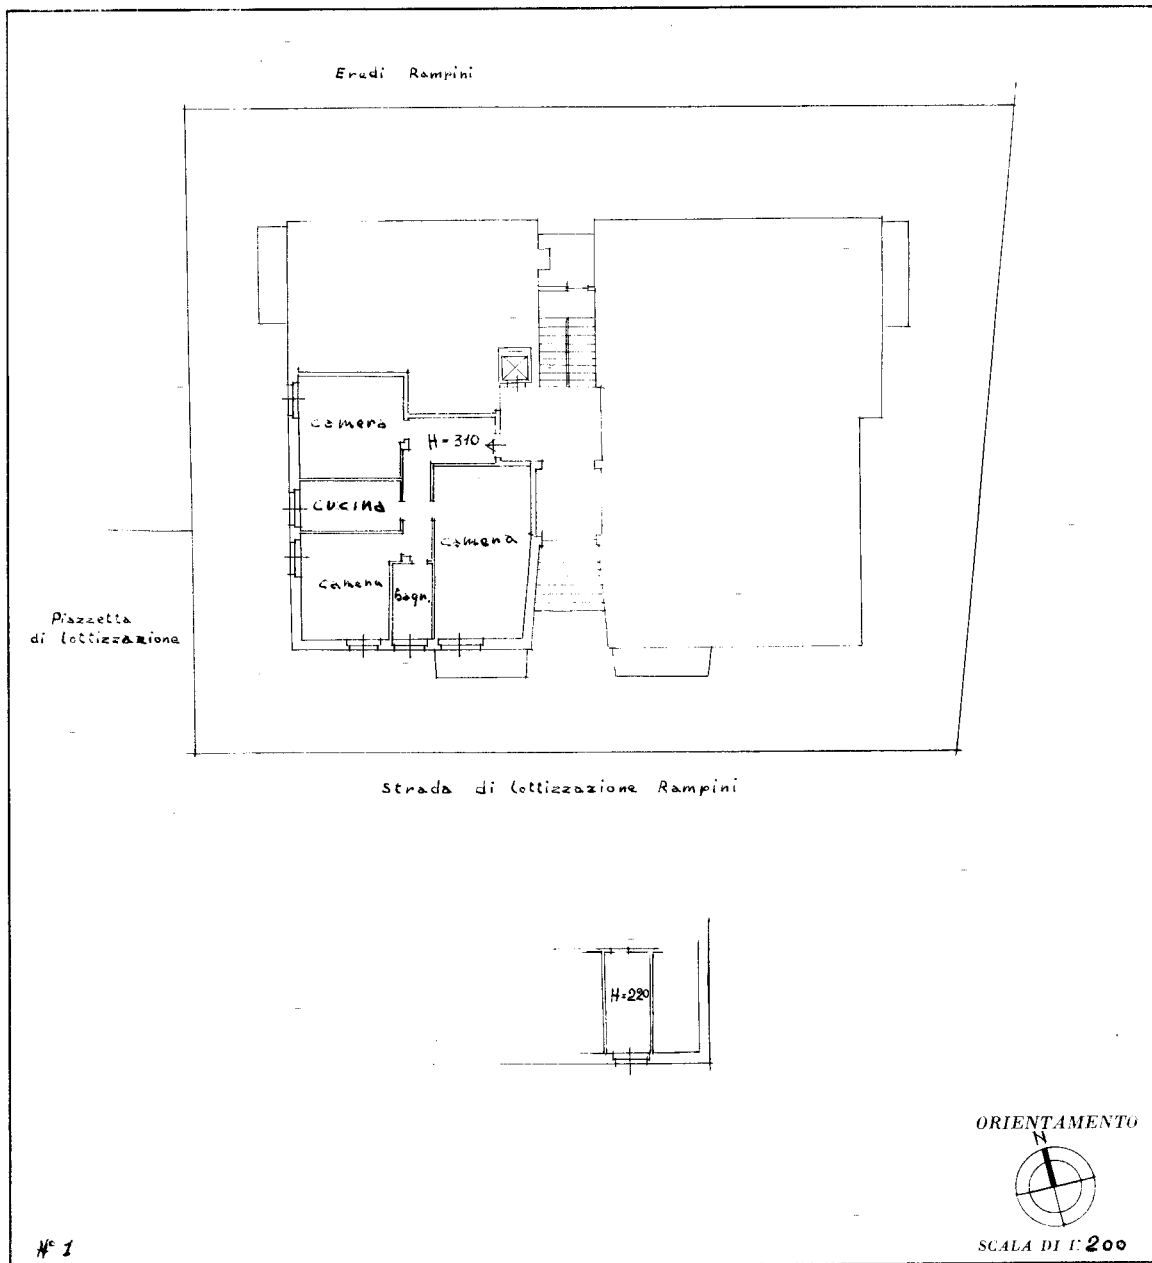 Eredi Rampini
camera
H=310
cucina
camera
camera
bagn.
Piazzetta
di lottizzazione
Strada di lottizzazione Rampini
H=220
ORIENTAMENTO
N
N° 1
SCALA DI 1:200